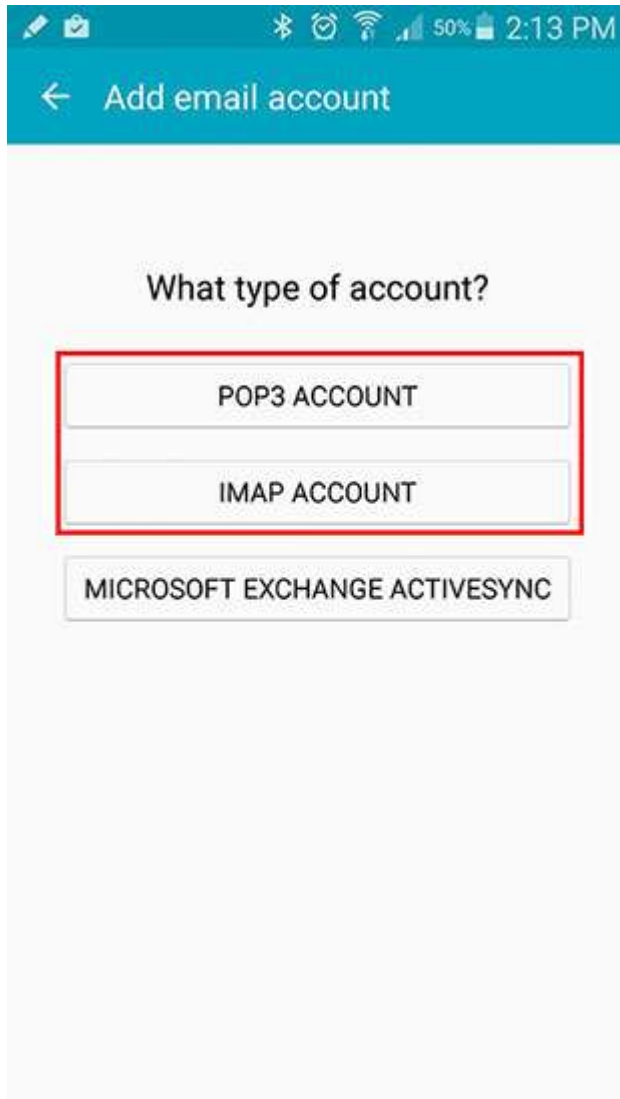 50% 2:13 PM
Add email account
What type of account?
POP3 ACCOUNT
IMAP ACCOUNT
MICROSOFT EXCHANGE ACTIVESYNC